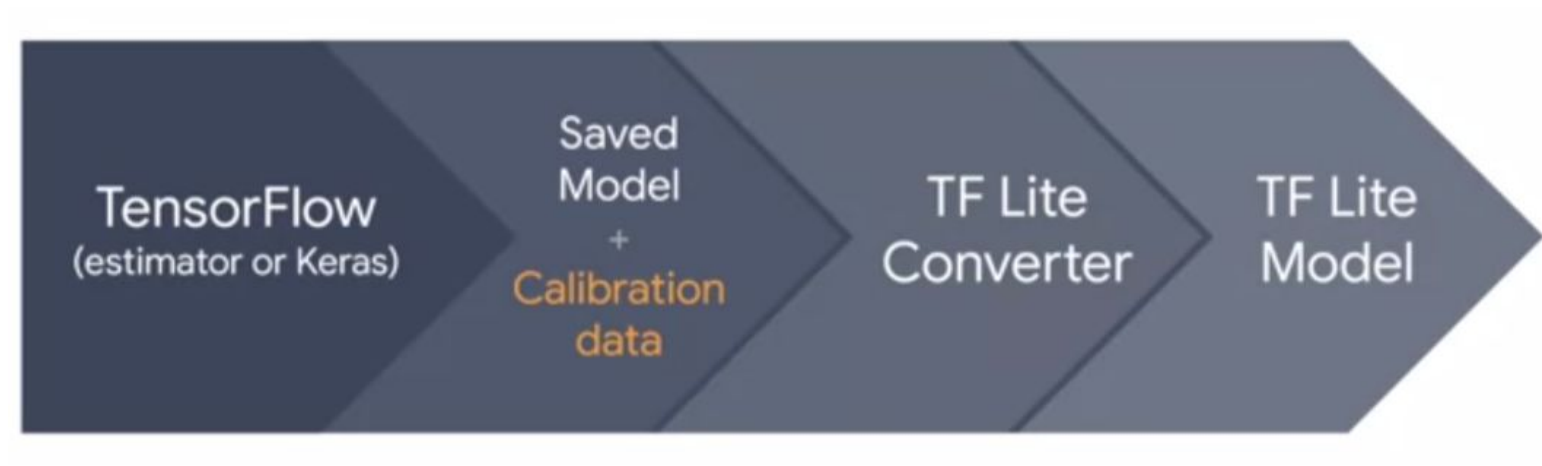 TensorFlow
(estimator or Keras)
Saved
Model
+
Calibration
data
TF Lite
Converter
TF Lite
Model